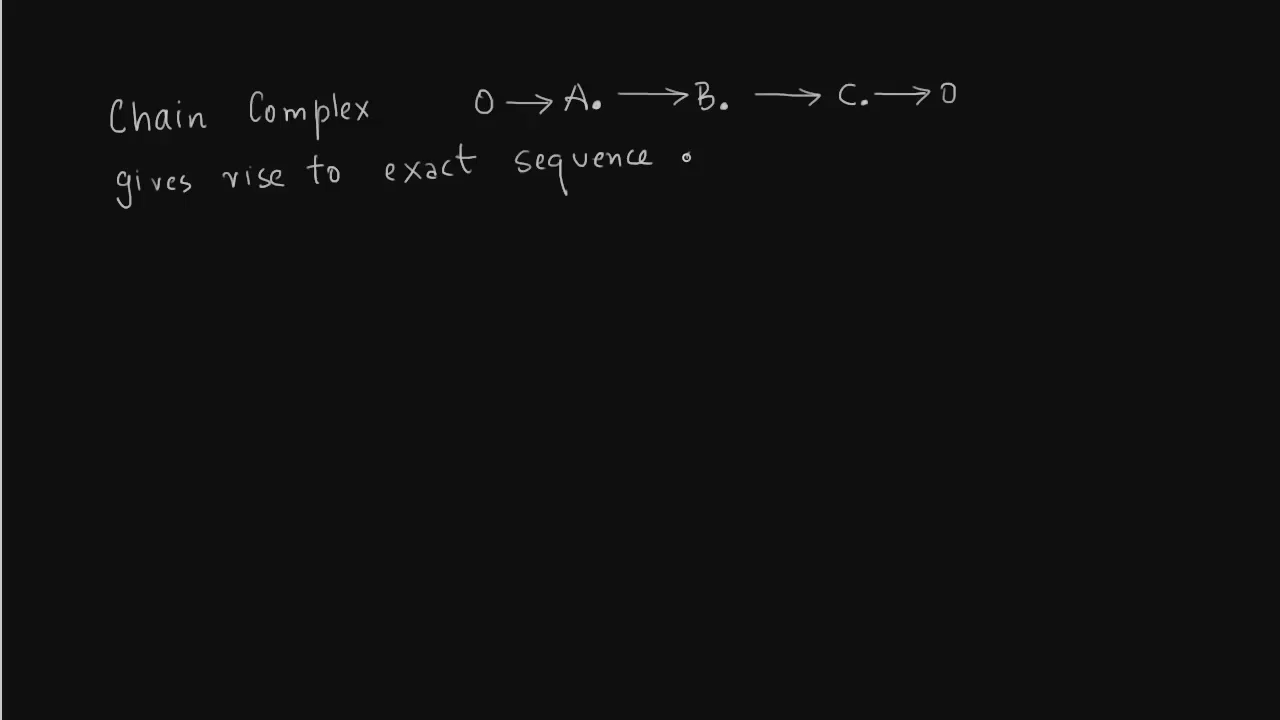 Chain Complex 0 → A. → B. → C. → 0
gives rise to exact sequence o